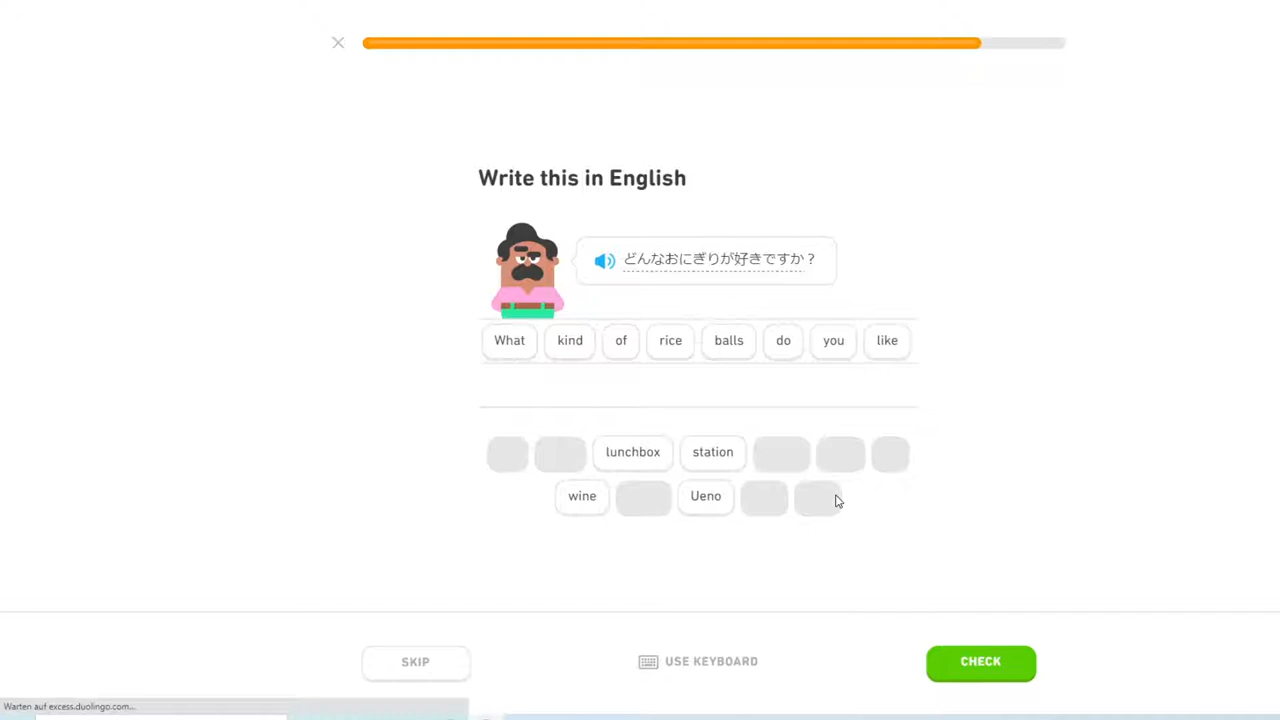 Write this in English
どんなおにぎりが好きですか？
What kind of rice balls do you like
lunchbox station
wine Ueno
SKIP USE KEYBOARD CHECK
Warten auf excess.duolingo.com...